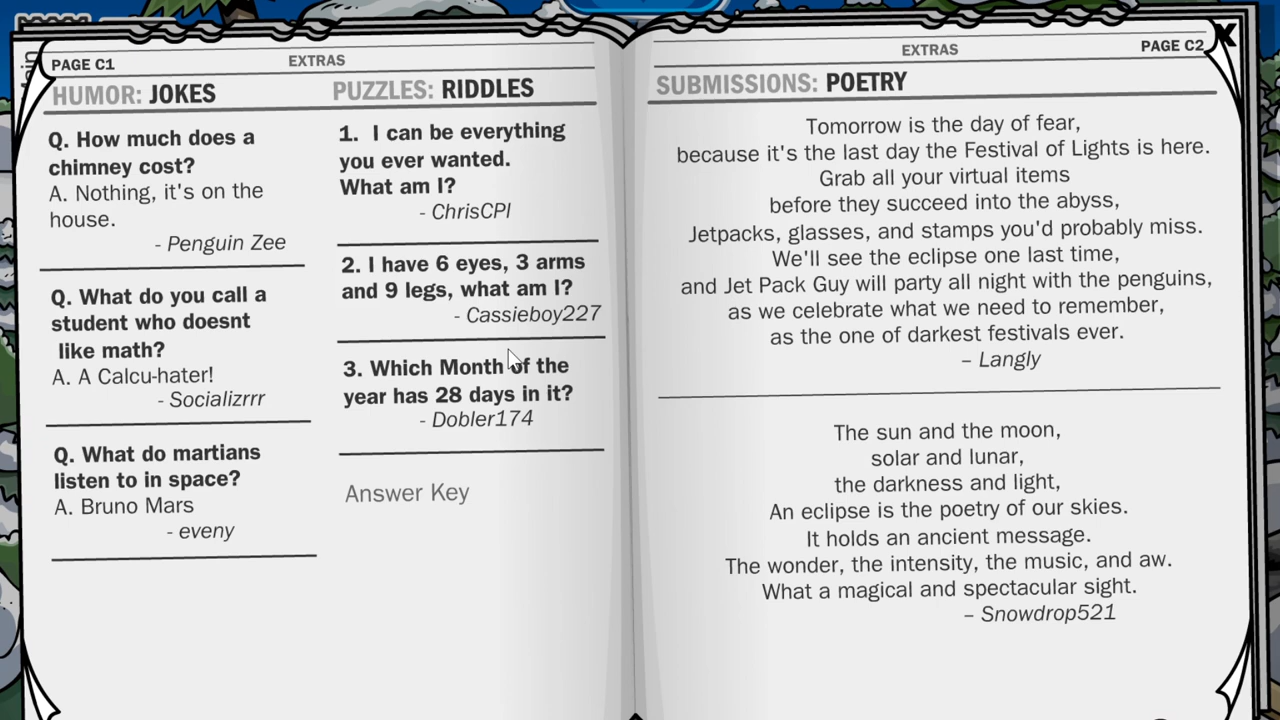 PAGE C1
EXTRAS
HUMOR: JOKES
Q. How much does a
chimney cost?
A. Nothing, it's on the
house.
- Penguin Zee
Q. What do you call a
student who doesnt
like math?
A. A Calcu-hater!
- Socializrrr
Q. What do martians
listen to in space?
A. Bruno Mars
- eveny
PUZZLES: RIDDLES
1. I can be everything
you ever wanted.
What am I?
- ChrisCPI
2. I have 6 eyes, 3 arms
and 9 legs, what am I?
- Cassieboy227
3. Which Month of the
year has 28 days in it?
- Dobler174
Answer Key
EXTRAS
PAGE C2
SUBMISSIONS: POETRY
Tomorrow is the day of fear,
because it's the last day the Festival of Lights is here.
Grab all your virtual items
before they succeed into the abyss,
Jetpacks, glasses, and stamps you'd probably miss.
We'll see the eclipse one last time,
and Jet Pack Guy will party all night with the penguins,
as we celebrate what we need to remember,
as the one of darkest festivals ever.
– Langly
The sun and the moon,
solar and lunar,
the darkness and light,
An eclipse is the poetry of our skies.
It holds an ancient message.
The wonder, the intensity, the music, and aw.
What a magical and spectacular sight.
– Snowdrop521